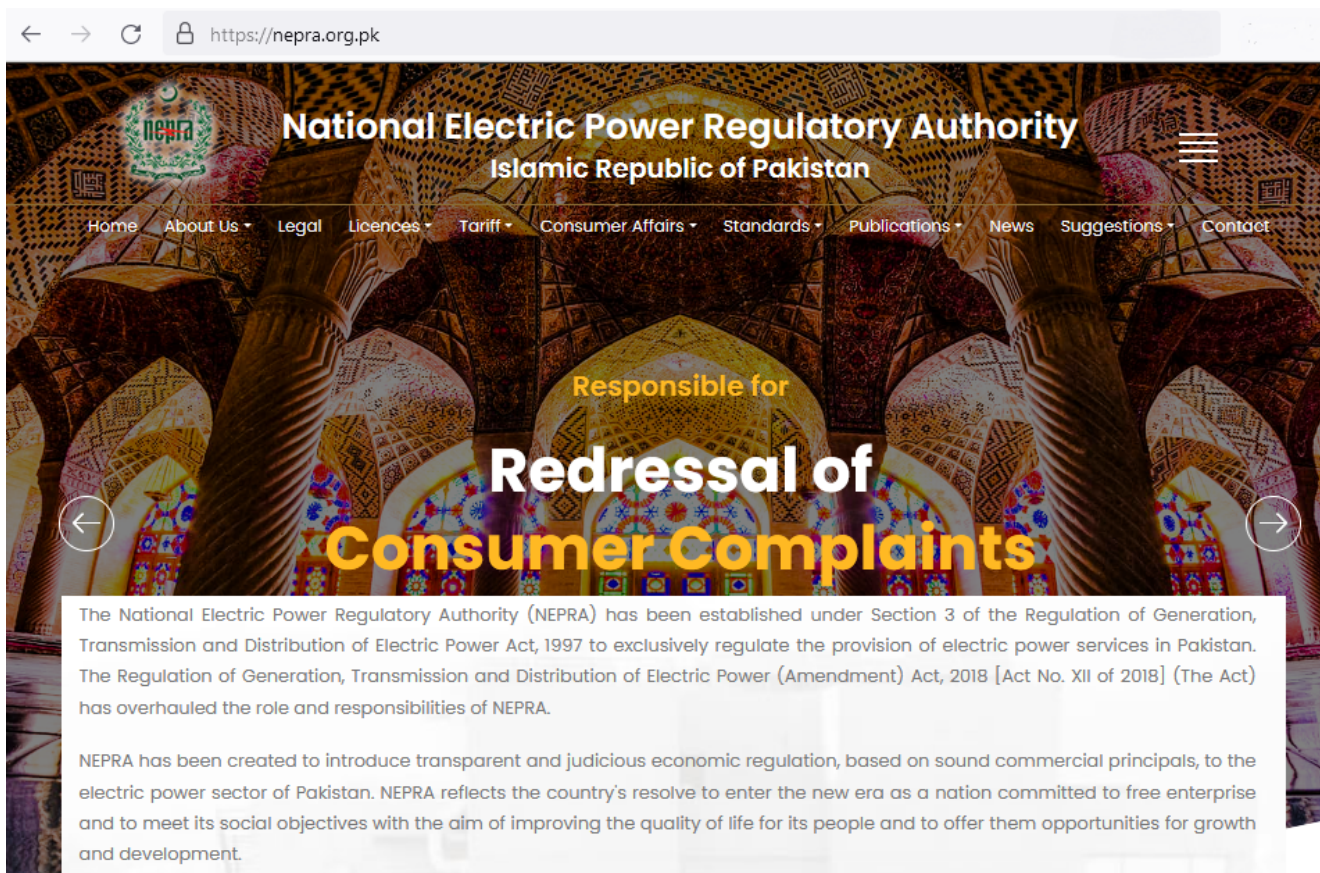 https://nepra.org.pk
nepra
National Electric Power Regulatory Authority
Islamic Republic of Pakistan
Home About Us Legal Licences Tariff Consumer Affairs Standards Publications News Suggestions Contact
Responsible for
Redressal of
Consumer Complaints
The National Electric Power Regulatory Authority (NEPRA) has been established under Section 3 of the Regulation of Generation,
Transmission and Distribution of Electric Power Act, 1997 to exclusively regulate the provision of electric power services in Pakistan.
The Regulation of Generation, Transmission and Distribution of Electric Power (Amendment) Act, 2018 [Act No. XII of 2018] (The Act)
has overhauled the role and responsibilities of NEPRA.
NEPRA has been created to introduce transparent and judicious economic regulation, based on sound commercial principals, to the
electric power sector of Pakistan. NEPRA reflects the country's resolve to enter the new era as a nation committed to free enterprise
and to meet its social objectives with the aim of improving the quality of life for its people and to offer them opportunities for growth
and development.